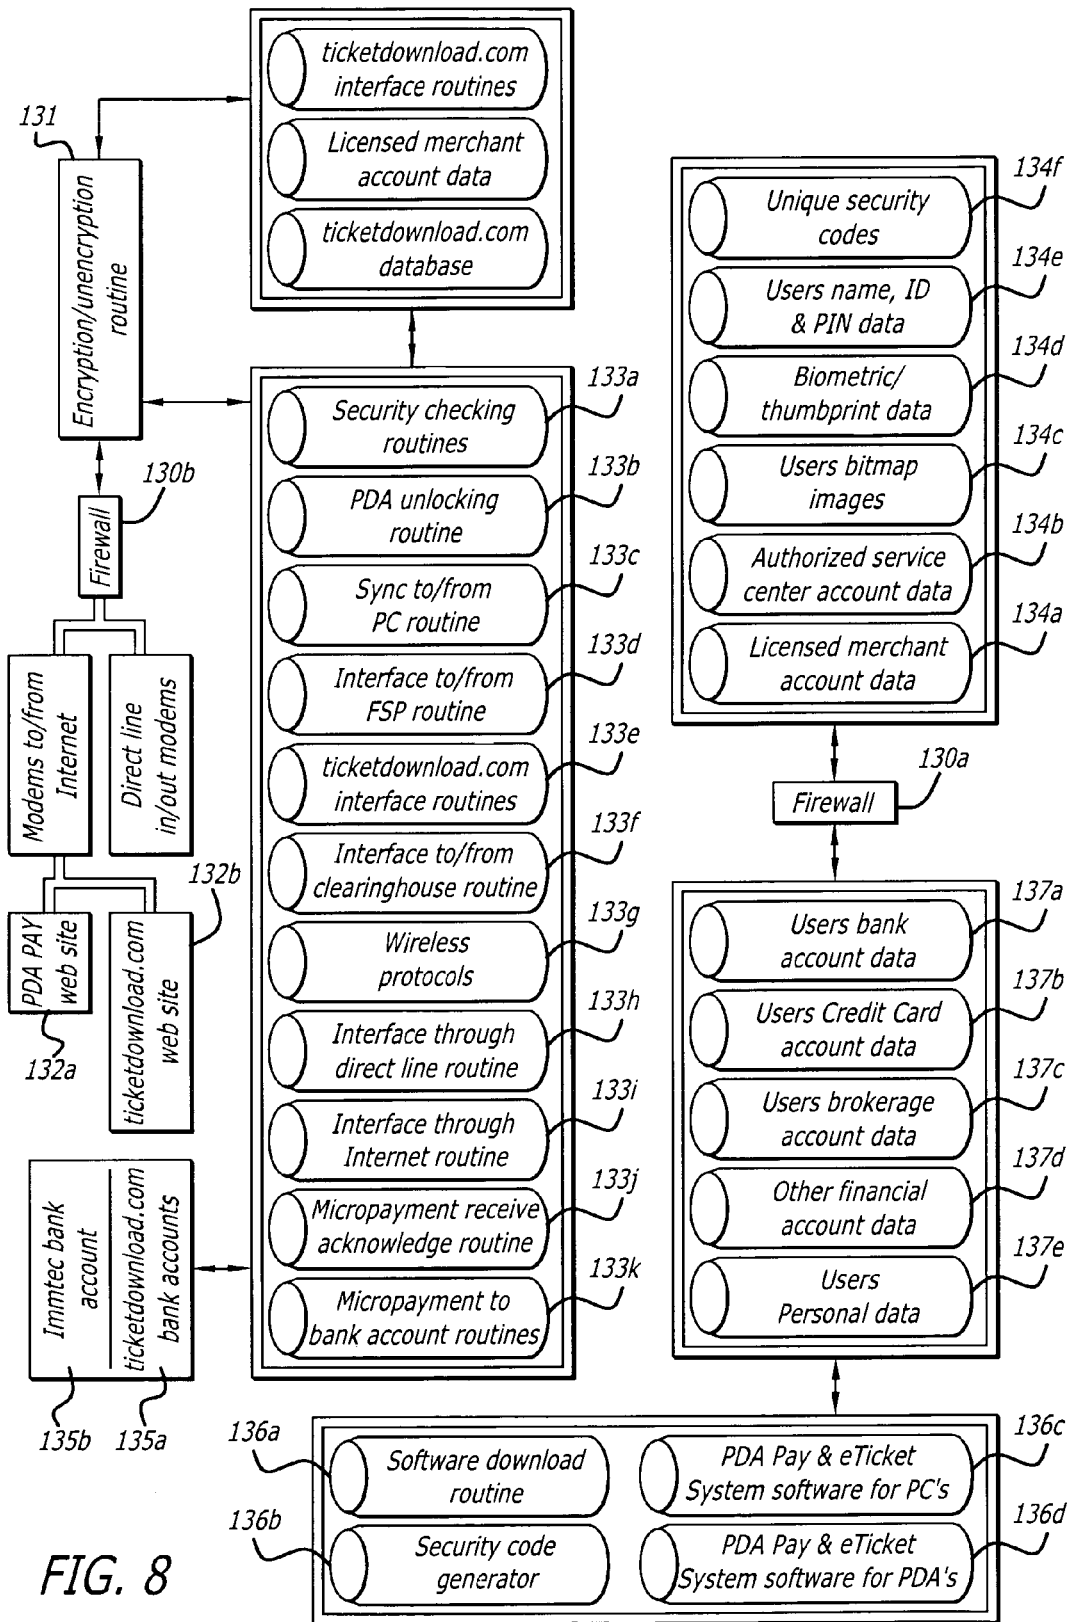 ticketdownload.com
interface routines
Licensed merchant
account data
ticketdownload.com
database
131
Encryption/unencryption
routine
130b
Firewall
Modems to/from
Internet
Direct line
in/out modems
PDA PAY
web site
132a
ticketdownload.com
web site
132b
Immtec bank
account
ticketdownload.com
bank accounts
135b
135a
Security checking
routines
133a
PDA unlocking
routine
133b
Sync to/from
PC routine
133c
Interface to/from
FSP routine
133d
ticketdownload.com
interface routines
133e
Interface to/from
clearinghouse routine
133f
Wireless
protocols
133g
Interface through
direct line routine
133h
Interface through
Internet routine
133i
Micropayment receive
acknowledge routine
133j
Micropayment to
bank account routines
133k
Unique security
codes
134f
Users name, ID
& PIN data
134e
Biometric/
thumbprint data
134d
Users bitmap
images
134c
Authorized service
center account data
134b
Licensed merchant
account data
134a
Firewall
130a
Users bank
account data
137a
Users Credit Card
account data
137b
Users brokerage
account data
137c
Other financial
account data
137d
Users
Personal data
137e
136a
Software download
routine
136b
Security code
generator
PDA Pay & eTicket
System software for PC's
136c
PDA Pay & eTicket
System software for PDA's
136d
FIG. 8